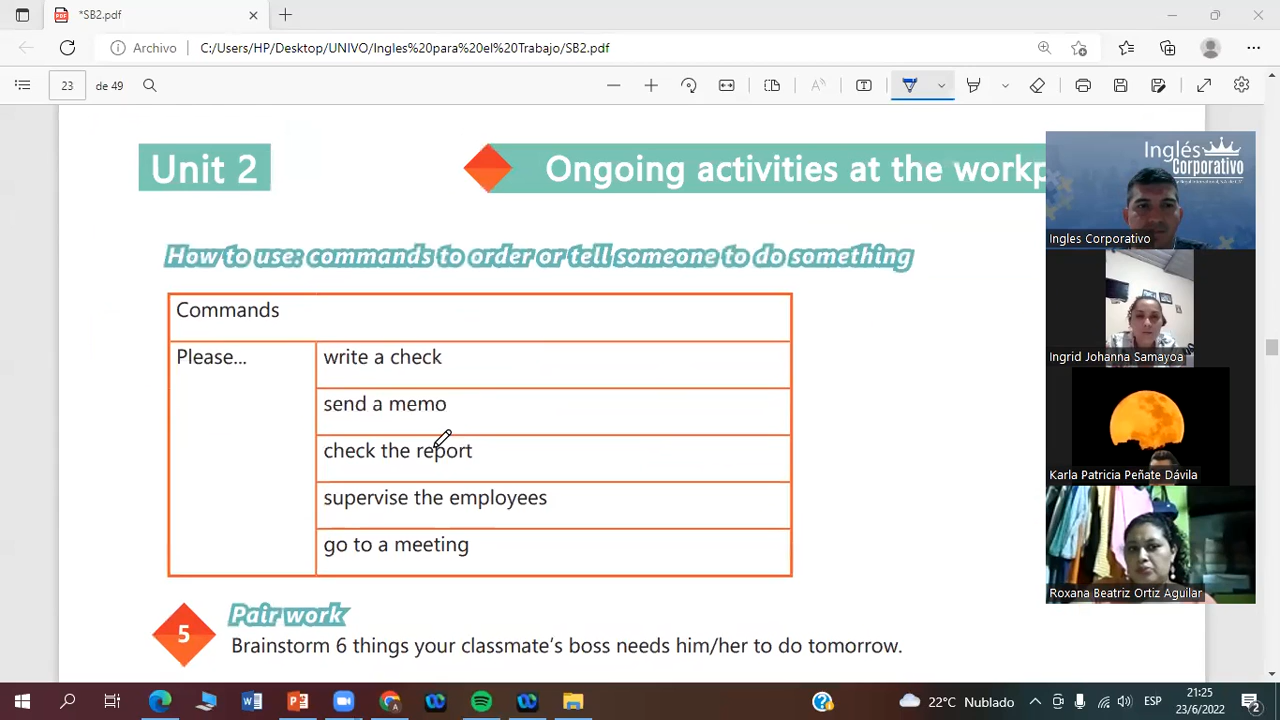 *SB2.pdf
Archivo
C:/Users/HP/Desktop/UNIVO/Ingles%20para%20el%20Trabajo/SB2.pdf
23
de 49
Unit 2
Ongoing activities at the workp
How to use: commands to order or tell someone to do something
Commands
Please...
write a check
send a memo
check the report
supervise the employees
go to a meeting
5
Pair work
Brainstorm 6 things your classmate's boss needs him/her to do tomorrow.
Inglés
Corporativo
Ingles Corporativo
Ingrid Johanna Samayoa
Karla Patricia Peñate Dávila
Roxana Beatriz Ortiz Aguilar
22°C Nublado
ESP
21:25
23/6/2022
2